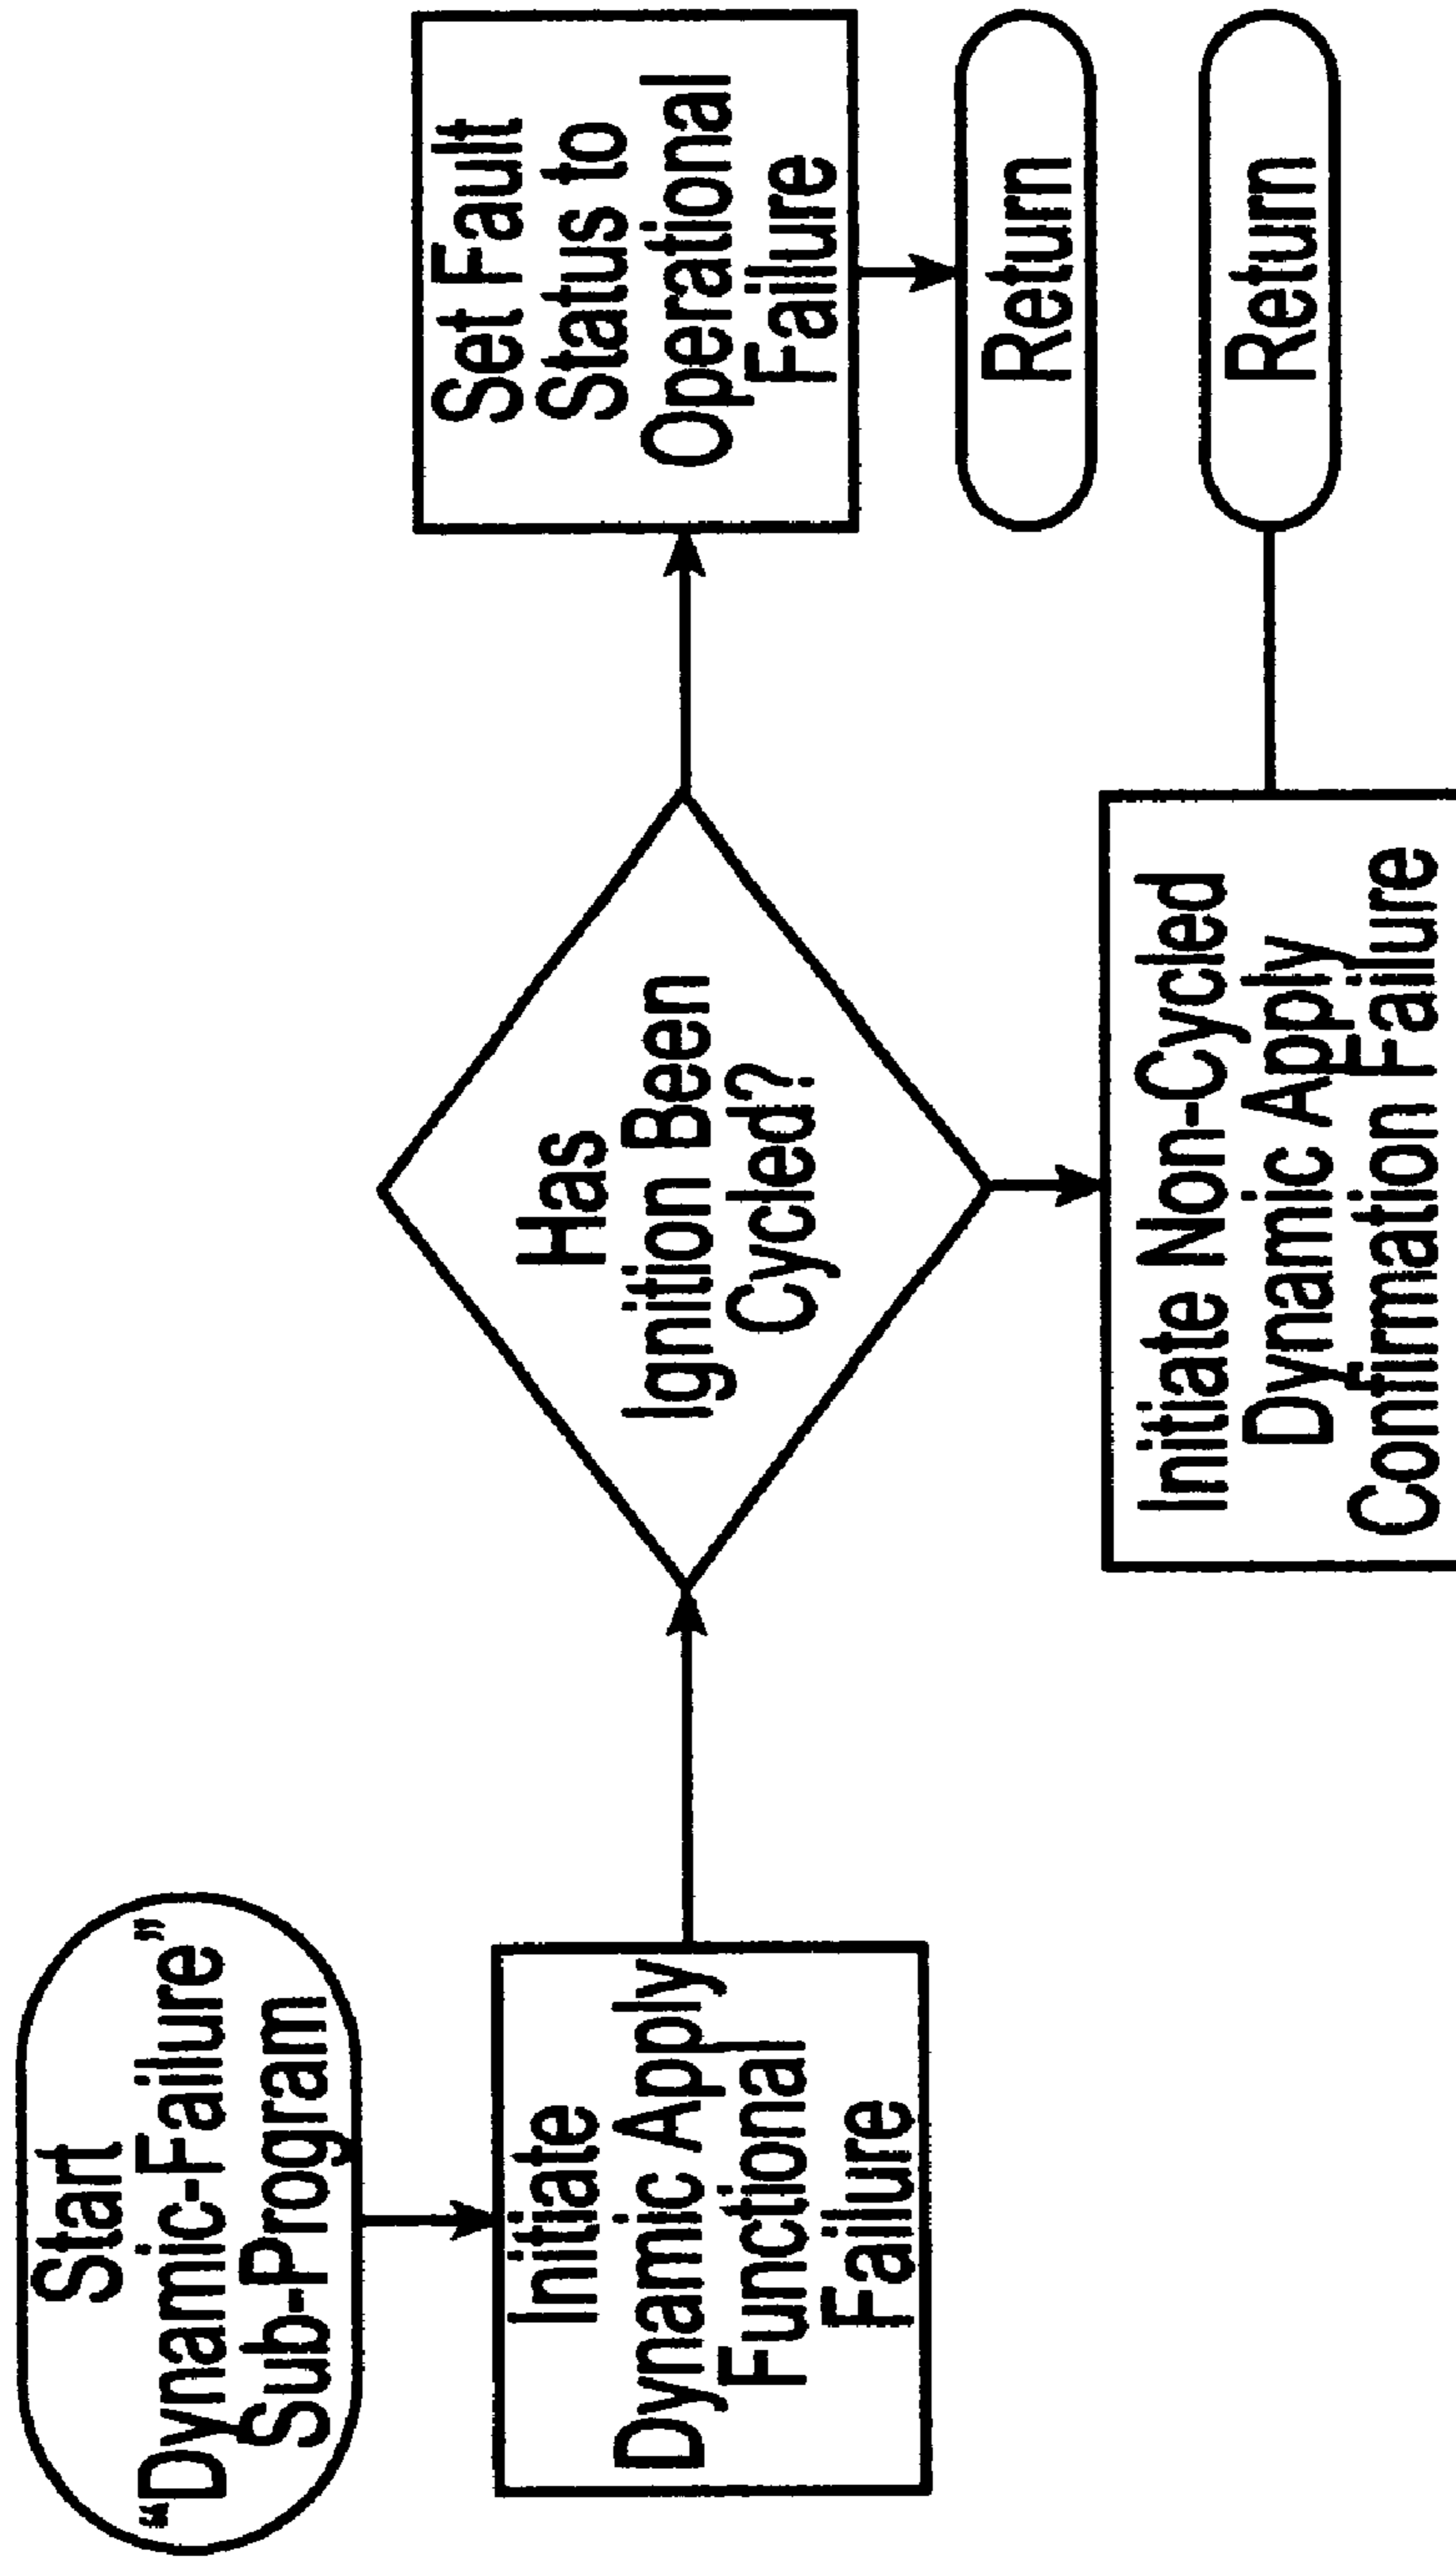 Start
“Dynamic-Failure”
Sub-Program
Initiate
Dynamic Apply
Functional
Failure
Has
Ignition Been
Cycled?
Set Fault
Status to
Operational
Failure
Return
Initiate Non-Cycled
Dynamic Apply
Confirmation Failure
Return